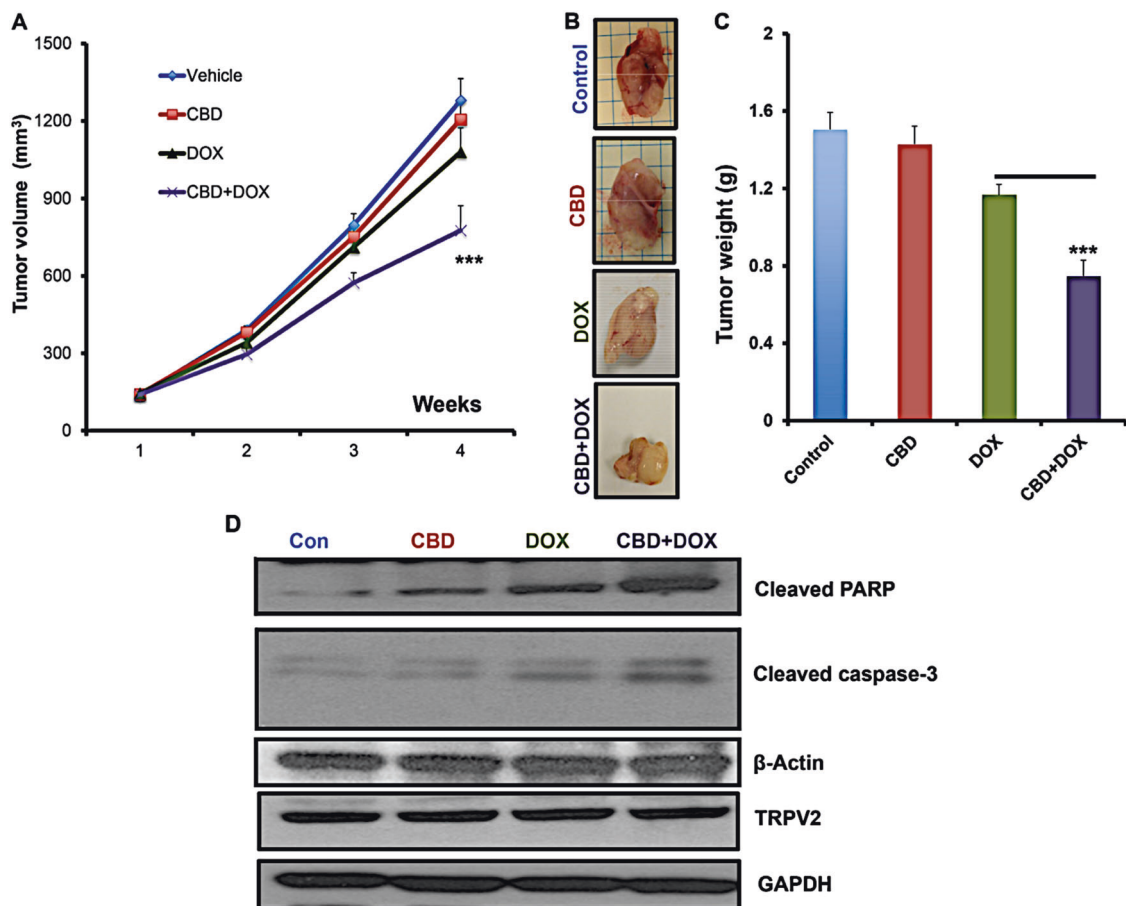 A
1500
1200
900
600
300
0
Tumor volume (mm³)
Vehicle
CBD
DOX
CBD+DOX
***
Weeks
1 2 3 4
B
Control
CBD
DOX
CBD+DOX
C
2
1.6
1.2
0.8
0.4
0
Tumor weight (g)
***
Control CBD DOX CBD+DOX
D
Con CBD DOX CBD+DOX
Cleaved PARP
Cleaved caspase-3
β-Actin
TRPV2
GAPDH